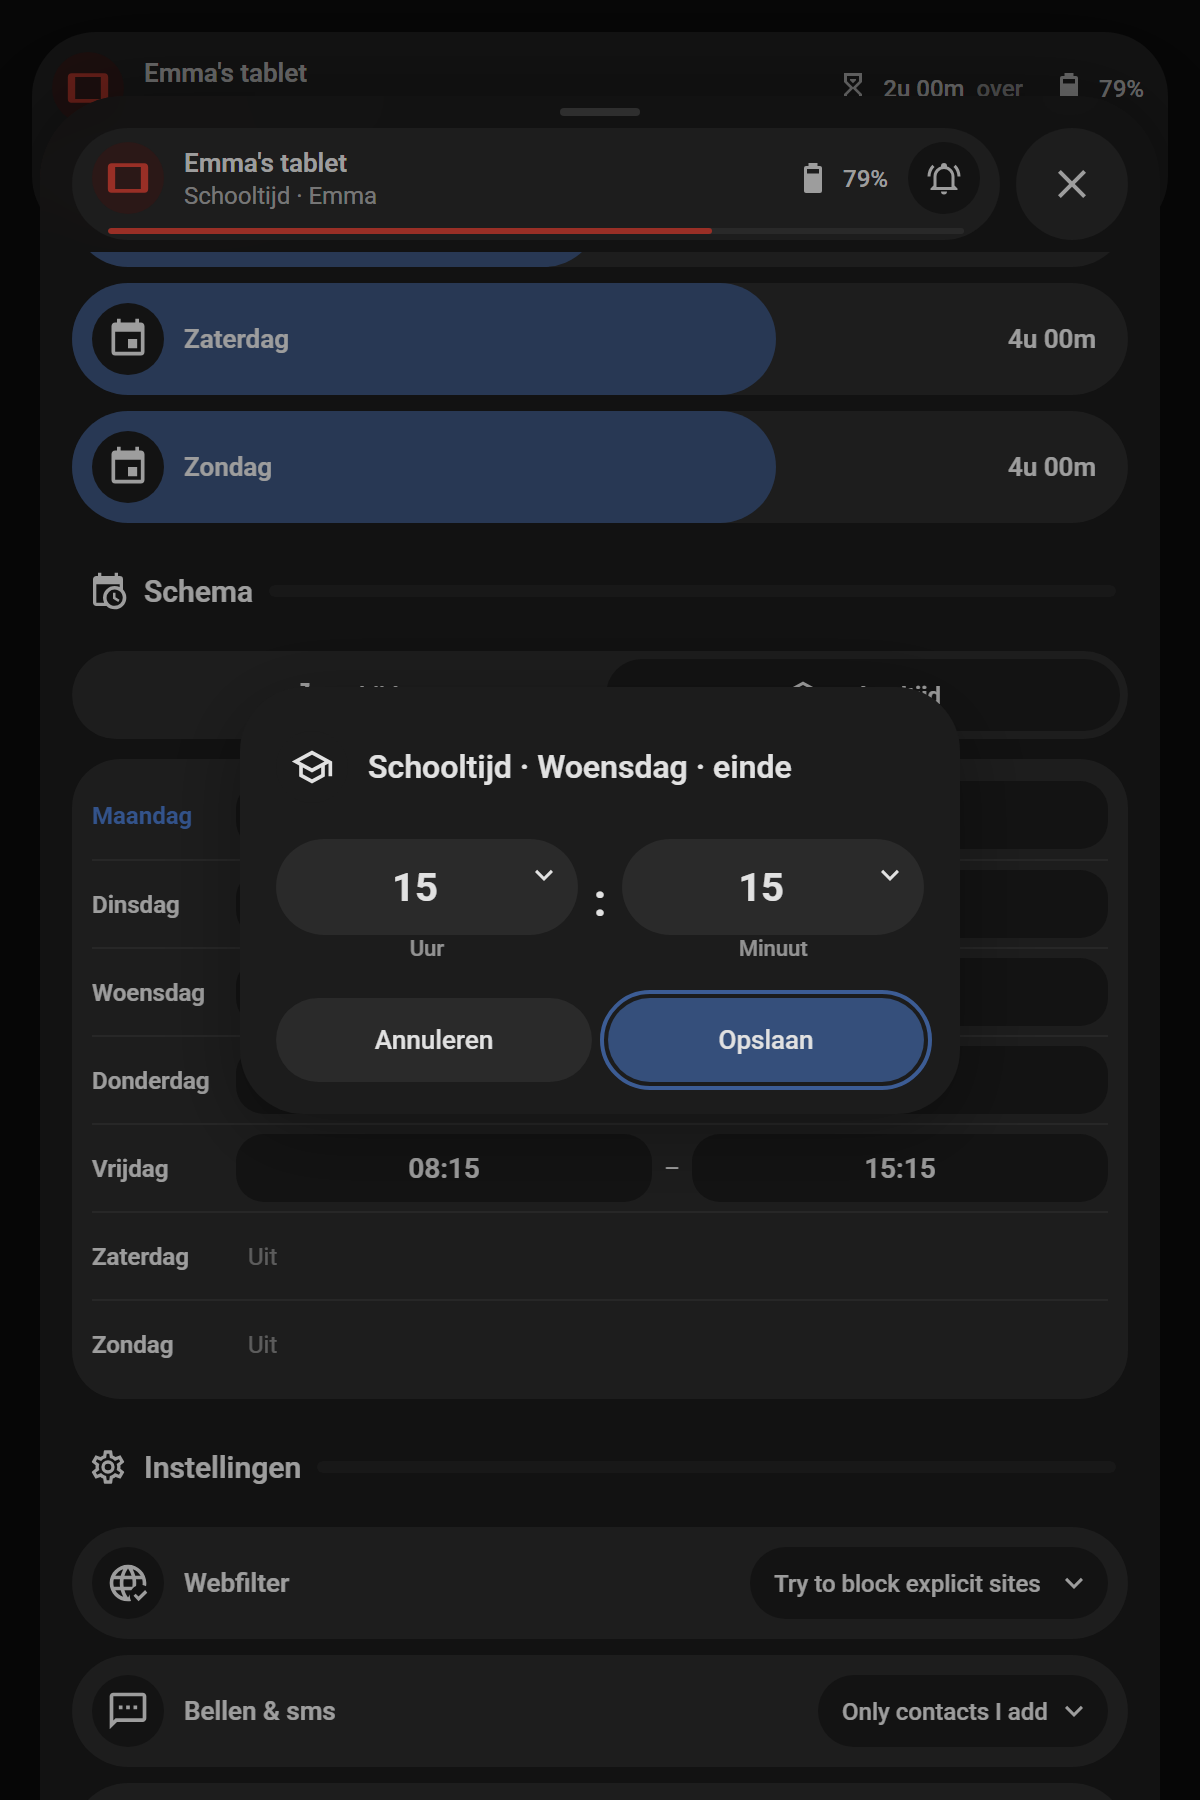 Emma's tablet
2u 00m over
79%
Emma's tablet
Schooltijd · Emma
79%
Zaterdag
4u 00m
Zondag
4u 00m
Schema
Schooltijd · Woensdag · einde
Maandag
15 : 15
Dinsdag
Uur
Minuut
Woensdag
Annuleren
Opslaan
Donderdag
Vrijdag
08:15 – 15:15
Zaterdag
Uit
Zondag
Uit
Instellingen
Webfilter
Try to block explicit sites
Bellen & sms
Only contacts I add